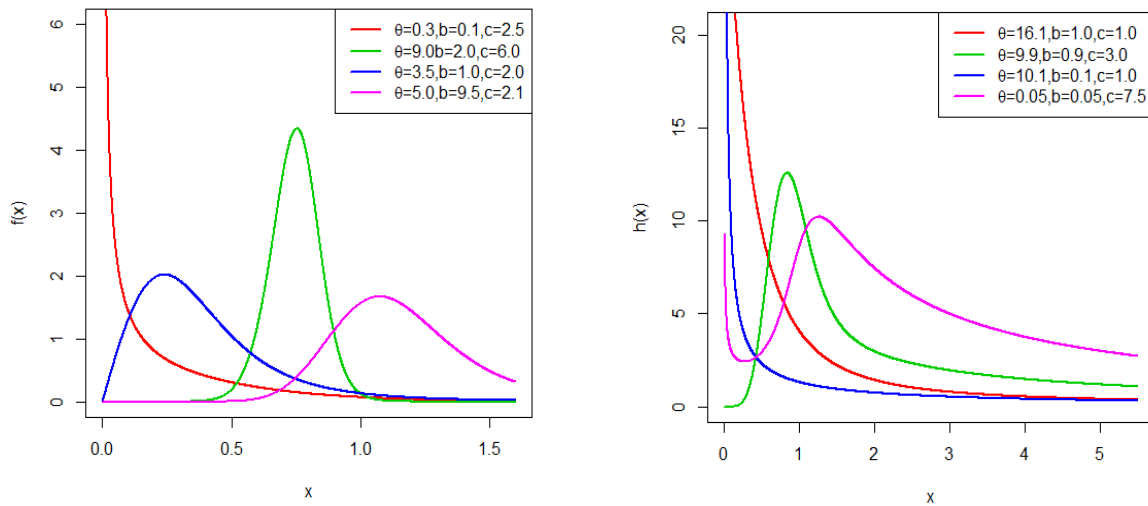 θ=0.3,b=0.1,c=2.5
θ=9.0b=2.0,c=6.0
θ=3.5,b=1.0,c=2.0
θ=5.0,b=9.5,c=2.1
f(x)
0 1 2 3 4 5 6
0.0 0.5 1.0 1.5
x
θ=16.1,b=1.0,c=1.0
θ=9.9,b=0.9,c=3.0
θ=10.1,b=0.1,c=1.0
θ=0.05,b=0.05,c=7.5
h(x)
0 5 10 15 20
0 1 2 3 4 5
x